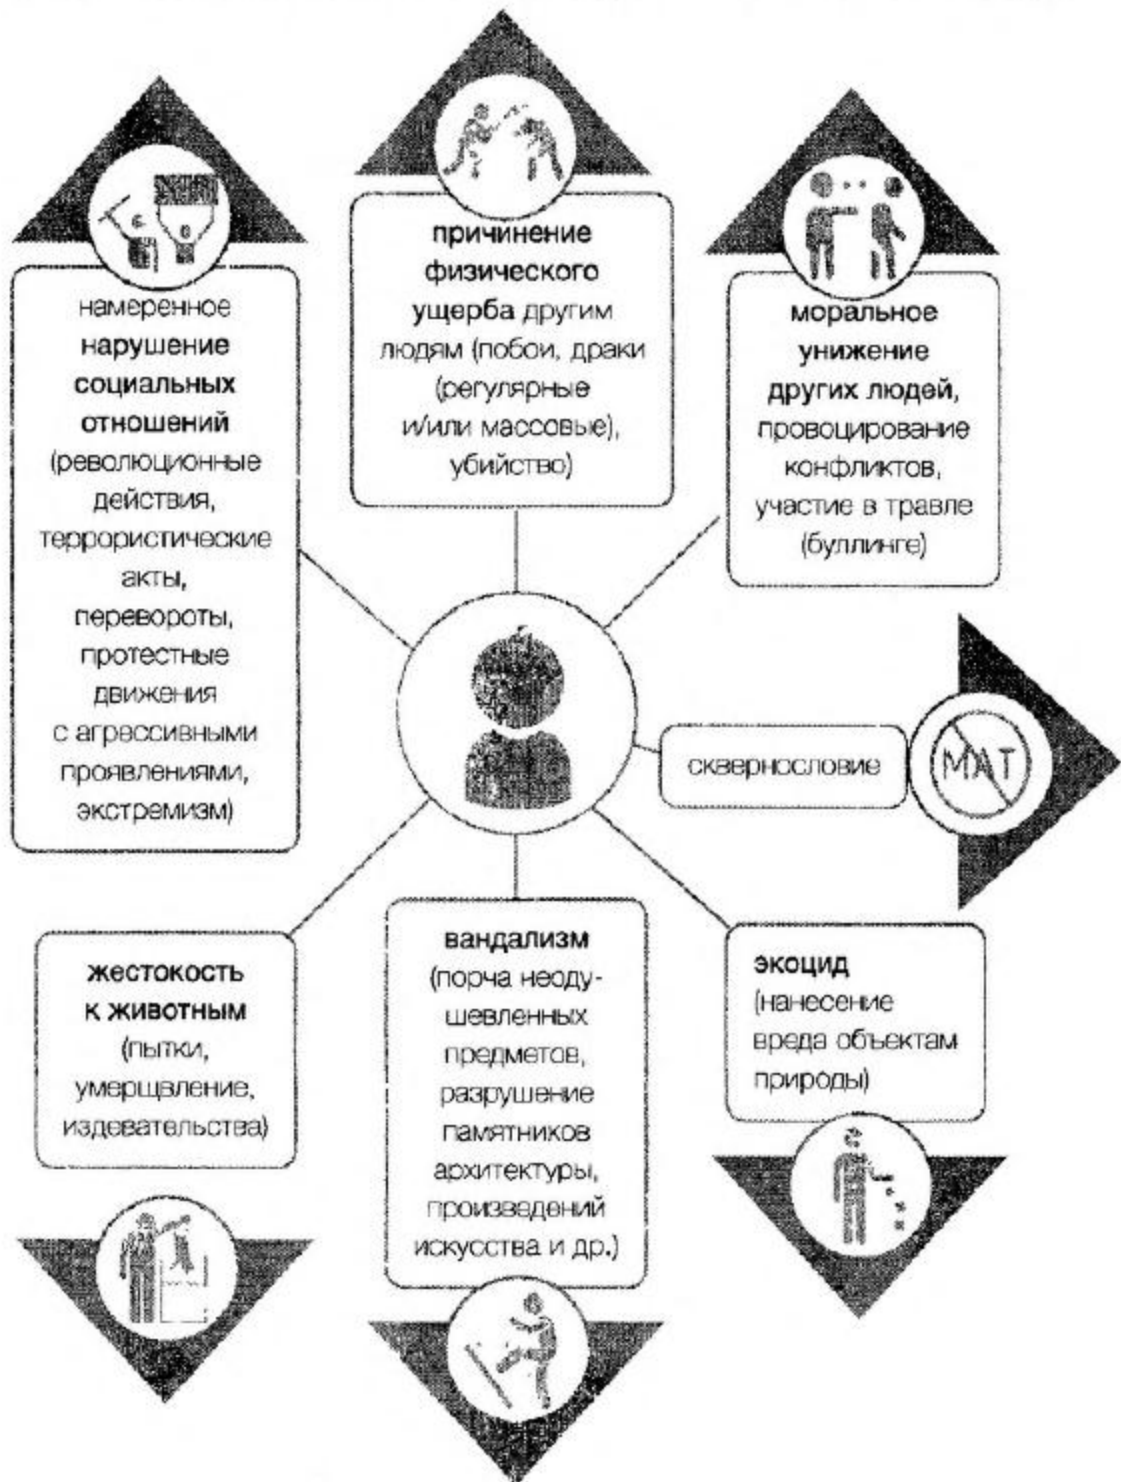 намеренное
нарушение
социальных
отношений
(революционные
действия,
террористические
акты,
перевороты,
протестные
движения
с агрессивными
проявлениями,
экстремизм)
причинение
физического
ущерба другим
людям (побои, драки
(регулярные
и/или массовые),
убийство)
моральное
унижение
других людей,
провоцирование
конфликтов,
участие в травле
(буллинге)
сквернословие
МАТ
жестокость
к животным
(пытки,
умерщвление,
издевательства)
вандализм
(порча неоду-
шевленных
предметов,
разрушение
памятников
архитектуры,
произведений
искусства и др.)
экоцид
(нанесение
вреда объектам
природы)